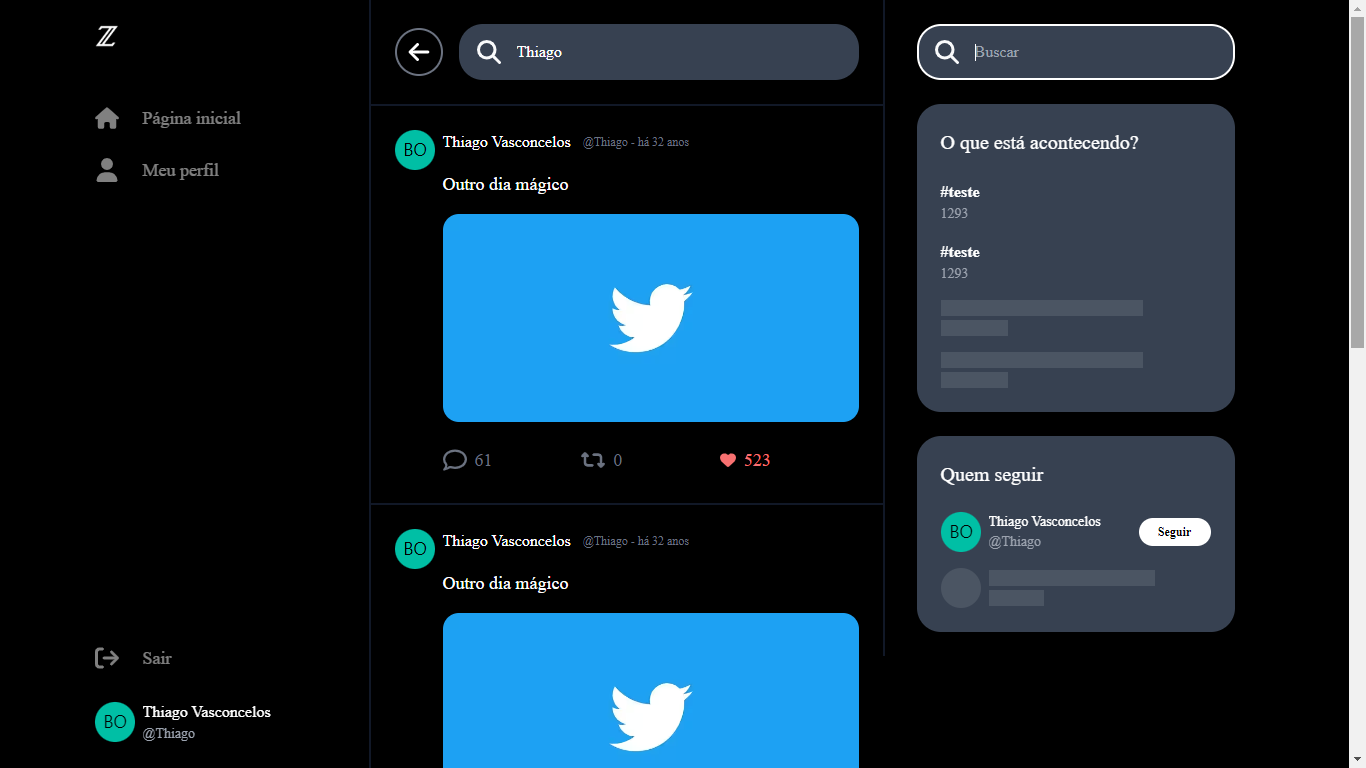 ℤ
Página inicial
Meu perfil
Sair
BO
Thiago Vasconcelos
@Thiago
Thiago
BO
Thiago Vasconcelos @Thiago - há 32 anos
Outro dia mágico
61 0 523
BO
Thiago Vasconcelos @Thiago - há 32 anos
Outro dia mágico
Buscar
O que está acontecendo?
#teste
1293
#teste
1293
Quem seguir
BO
Thiago Vasconcelos
@Thiago
Seguir